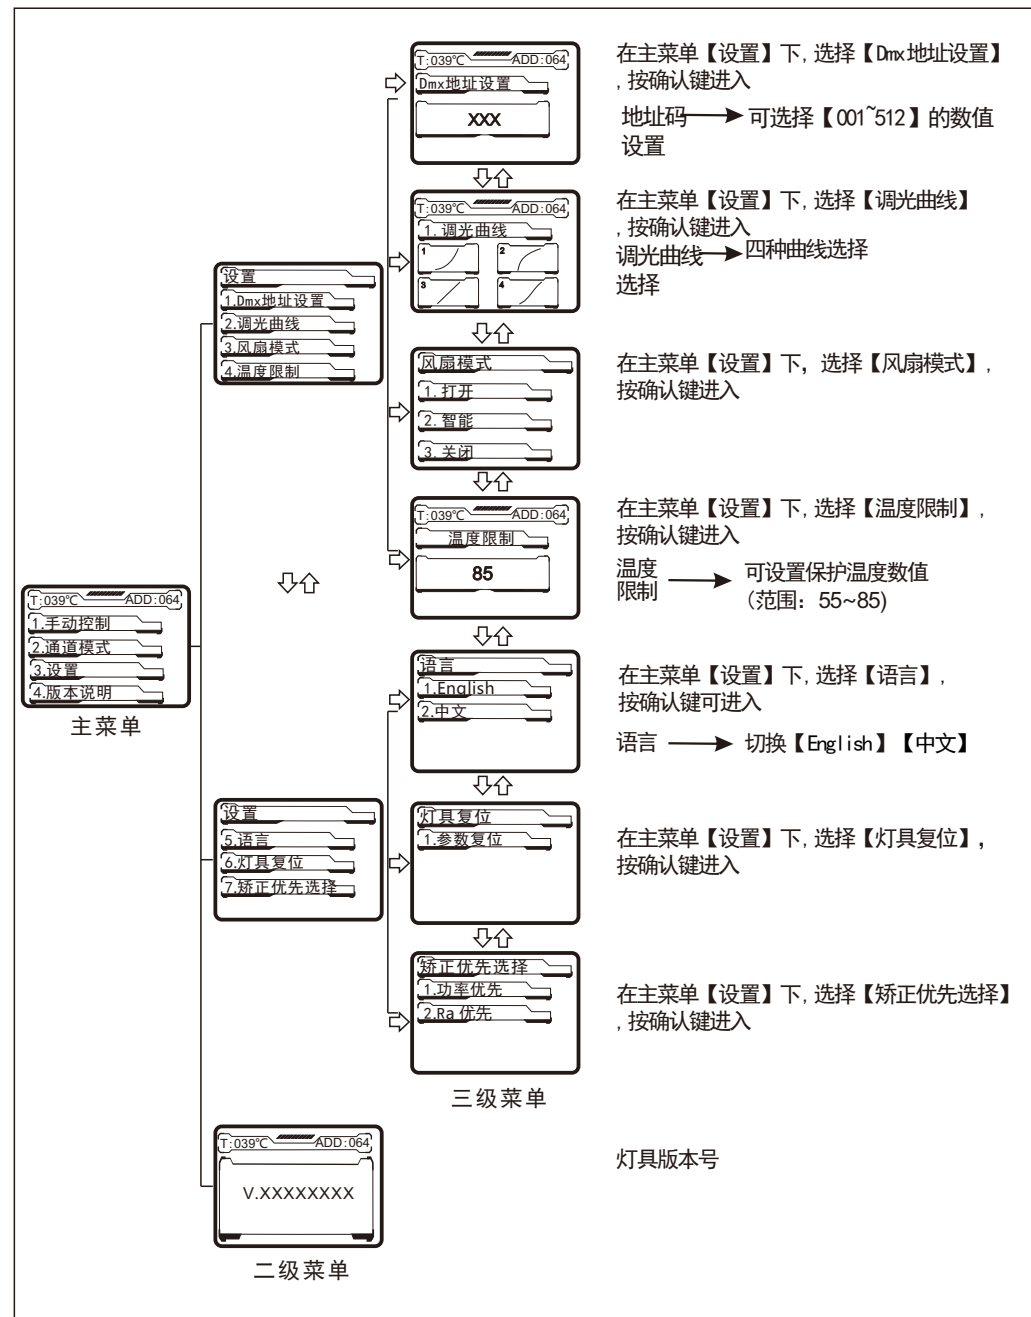 T:039℃ ADD:064
1.手动控制
2.通道模式
3.设置
4.版本说明
主菜单
设置
1.Dmx地址设置
2.调光曲线
3.风扇模式
4.温度限制
设置
5.语言
6.灯具复位
7.矫正优先选择
T:039℃ ADD:064
V.XXXXXXXX
二级菜单
T:039℃ ADD:064
Dmx地址设置
XXX
T:039℃ ADD:064
1.调光曲线
1 2
3 4
风扇模式
1.打开
2.智能
3.关闭
T:039℃ ADD:064
温度限制
85
语言
1.English
2.中文
灯具复位
1.参数复位
矫正优先选择
1.功率优先
2.Ra 优先
三级菜单
在主菜单【设置】下,选择【Dmx地址设置】
,按确认键进入
地址码 可选择【001~512】的数值
设置
在主菜单【设置】下,选择【调光曲线】
,按确认键进入
调光曲线 四种曲线选择
选择
在主菜单【设置】下，选择【风扇模式】,
按确认键进入
在主菜单【设置】下,选择【温度限制】,
按确认键进入
温度 可设置保护温度数值
限制 (范围：55~85)
在主菜单【设置】下,选择【语言】,
按确认键可进入
语言 切换【English】【中文】
在主菜单【设置】下,选择【灯具复位】，
按确认键进入
在主菜单【设置】下,选择【矫正优先选择】
,按确认键进入
灯具版本号